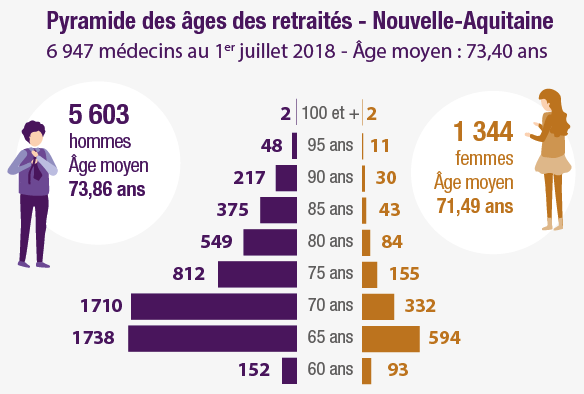 Pyramide des âges des retraités - Nouvelle-Aquitaine
6 947 médecins au 1er juillet 2018 - Âge moyen : 73,40 ans
5 603
hommes
Âge moyen
73,86 ans
1 344
femmes
Âge moyen
71,49 ans
2 100 et + 2
48 95 ans 11
217 90 ans 30
375 85 ans 43
549 80 ans 84
812 75 ans 155
1710 70 ans 332
1738 65 ans 594
152 60 ans 93